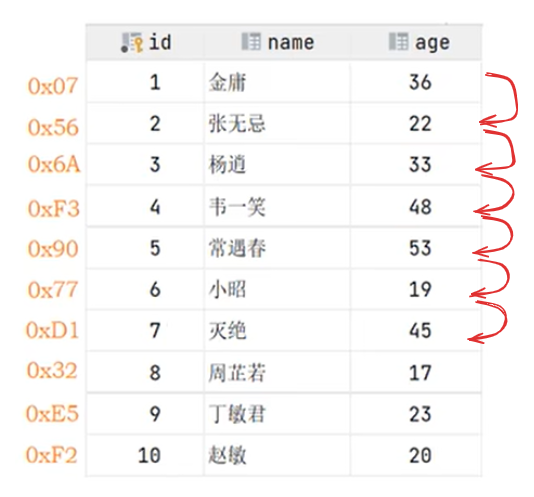 id name age
0x07 1 金庸 36
0x56 2 张无忌 22
0x6A 3 杨逍 33
0xF3 4 韦一笑 48
0x90 5 常遇春 53
0x77 6 小昭 19
0xD1 7 灭绝 45
0x32 8 周芷若 17
0xE5 9 丁敏君 23
0xF2 10 赵敏 20